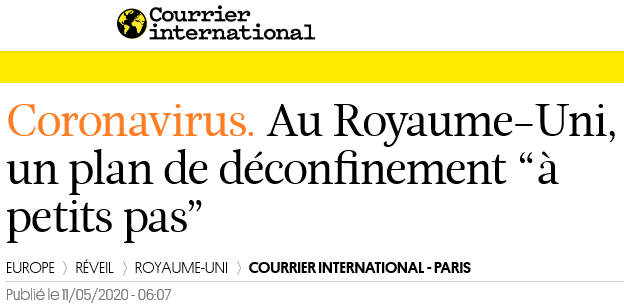 Courrier
international
Coronavirus. Au Royaume-Uni,
un plan de déconfinement “à
petits pas”
EUROPE 〉 RÉVEIL 〉 ROYAUME-UNI 〉 COURRIER INTERNATIONAL - PARIS
Publié le 11/05/2020 - 06:07